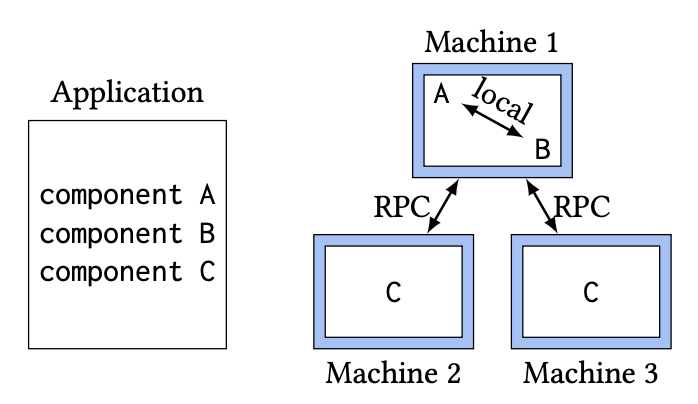 Application
component A
component B
component C
Machine 1
A
local
B
RPC
RPC
C
C
Machine 2
Machine 3